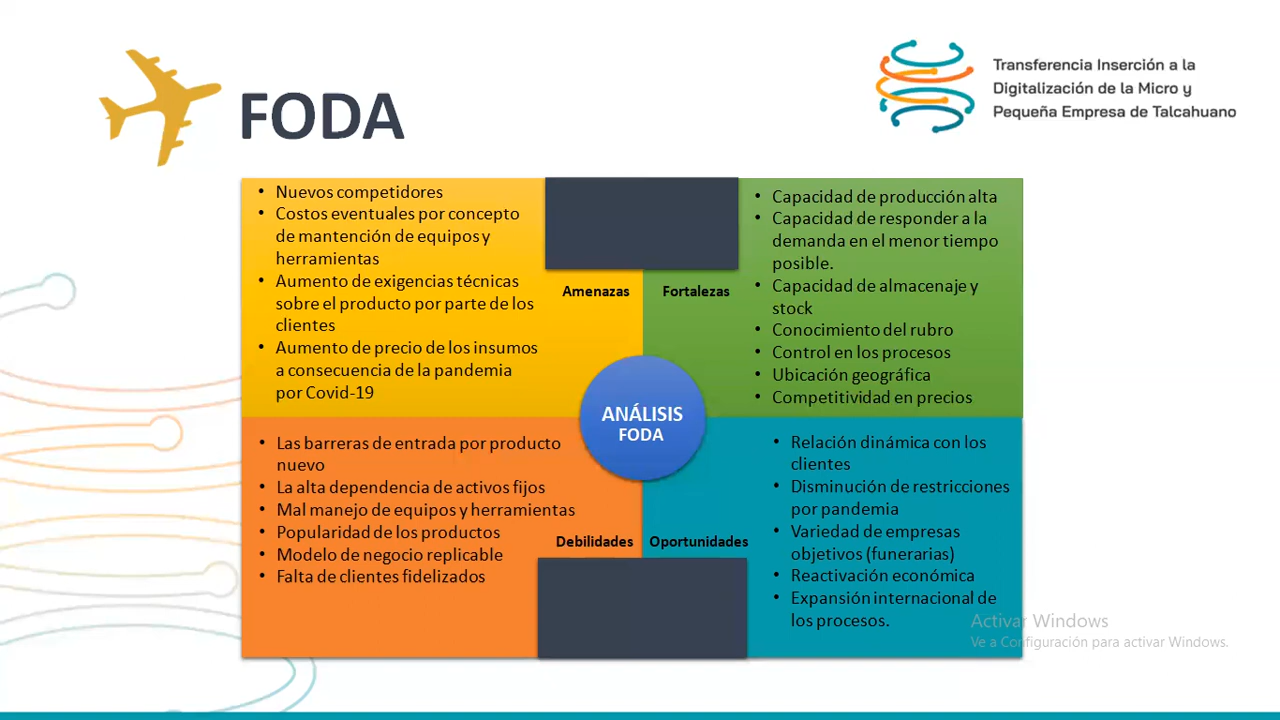 FODA
Transferencia Inserción a la
Digitalización de la Micro y
Pequeña Empresa de Talcahuano
• Nuevos competidores
• Costos eventuales por concepto
de mantención de equipos y
herramientas
• Aumento de exigencias técnicas
sobre el producto por parte de los
clientes
• Aumento de precio de los insumos
a consecuencia de la pandemia
por Covid-19
Amenazas
Fortalezas
• Capacidad de producción alta
• Capacidad de responder a la
demanda en el menor tiempo
posible.
• Capacidad de almacenaje y
stock
• Conocimiento del rubro
• Control en los procesos
• Ubicación geográfica
• Competitividad en precios
ANÁLISIS
FODA
• Las barreras de entrada por producto
nuevo
• La alta dependencia de activos fijos
• Mal manejo de equipos y herramientas
• Popularidad de los productos
• Modelo de negocio replicable
• Falta de clientes fidelizados
Debilidades
Oportunidades
• Relación dinámica con los
clientes
• Disminución de restricciones
por pandemia
• Variedad de empresas
objetivos (funerarias)
• Reactivación económica
• Expansión internacional de
los procesos.
Activar Windows
Ve a Configuración para activar Windows.